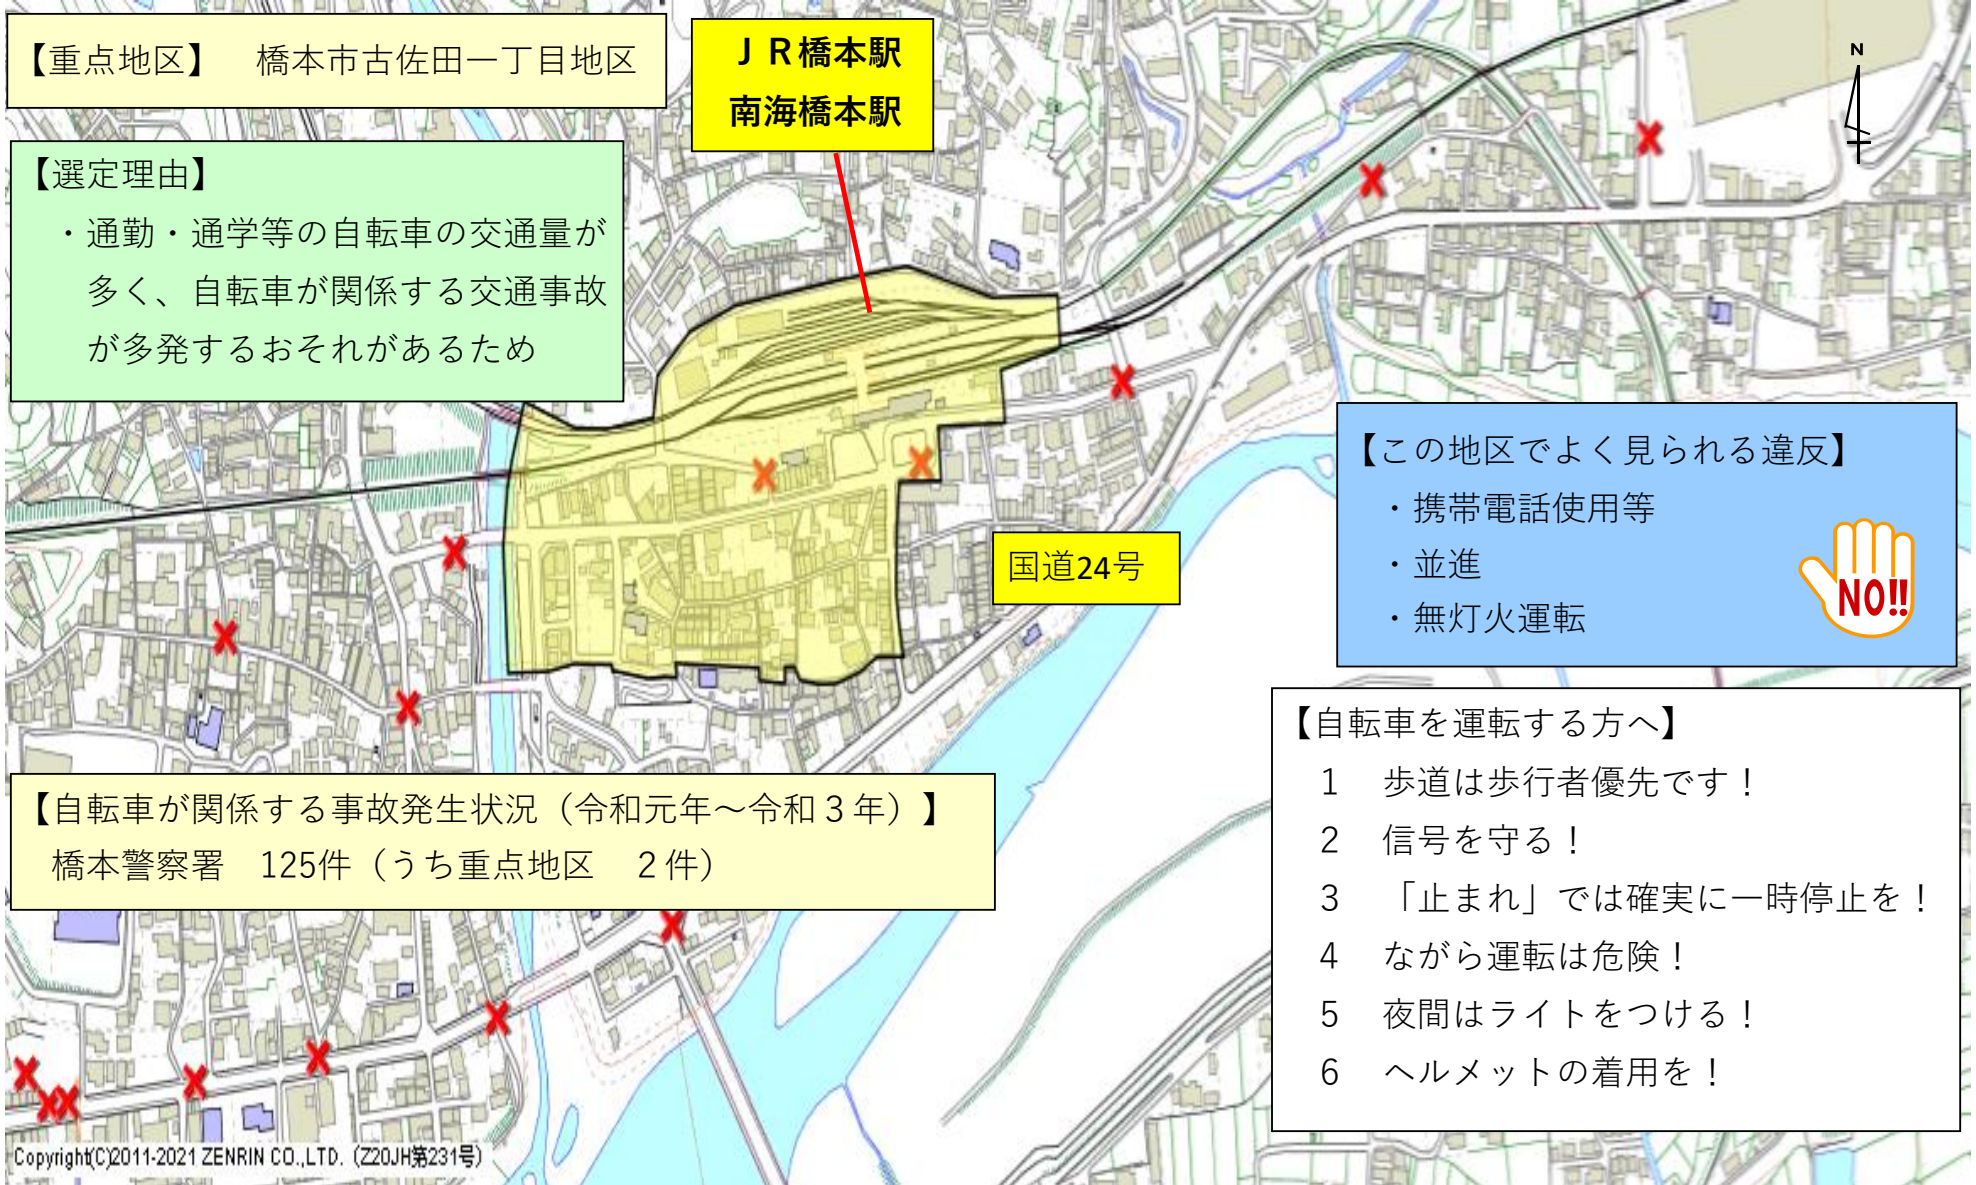 【重点地区】　橋本市古佐田一丁目地区
ＪＲ橋本駅
南海橋本駅
N
【選定理由】
・通勤・通学等の自転車の交通量が
多く、自転車が関係する交通事故
が多発するおそれがあるため
【この地区でよく見られる違反】
・携帯電話使用等
・並進
・無灯火運転
NO!!
国道24号
【自転車を運転する方へ】
1　歩道は歩行者優先です！
2　信号を守る！
3　「止まれ」では確実に一時停止を！
4　ながら運転は危険！
5　夜間はライトをつける！
6　ヘルメットの着用を！
【自転車が関係する事故発生状況（令和元年～令和３年）】
橋本警察署　125件（うち重点地区　２件）
Copyright(C)2011-2021 ZENRIN CO.,LTD.（Z20JH第231号）